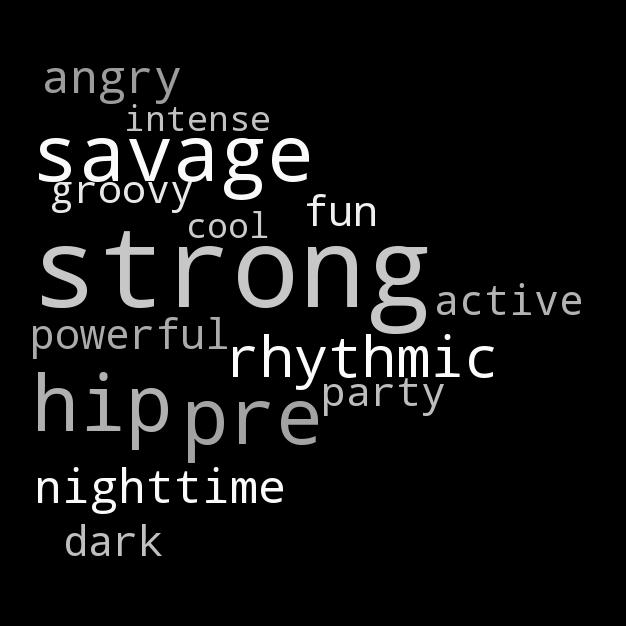 angry
intense
savage
groovy
fun
cool
strong
active
powerful
rhythmic
party
hip
pre
nighttime
dark